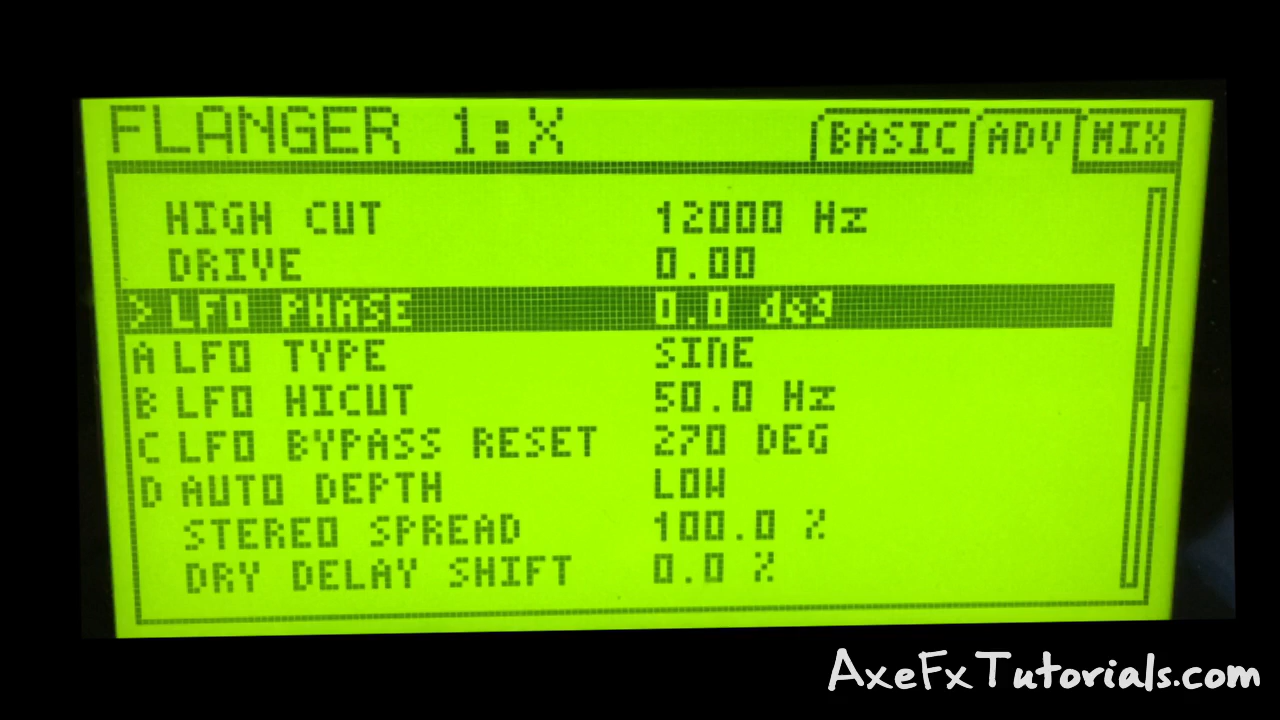 FLANGER 1:X BASIC ADV MIX
HIGH CUT 12000 Hz
DRIVE 0.00
> LFO PHASE 0.0 deg
A LFO TYPE SINE
B LFO HICUT 50.0 Hz
C LFO BYPASS RESET 270 DEG
D AUTO DEPTH LOW
STEREO SPREAD 100.0 %
DRY DELAY SHIFT 0.0 %
AxeFxTutorials.com